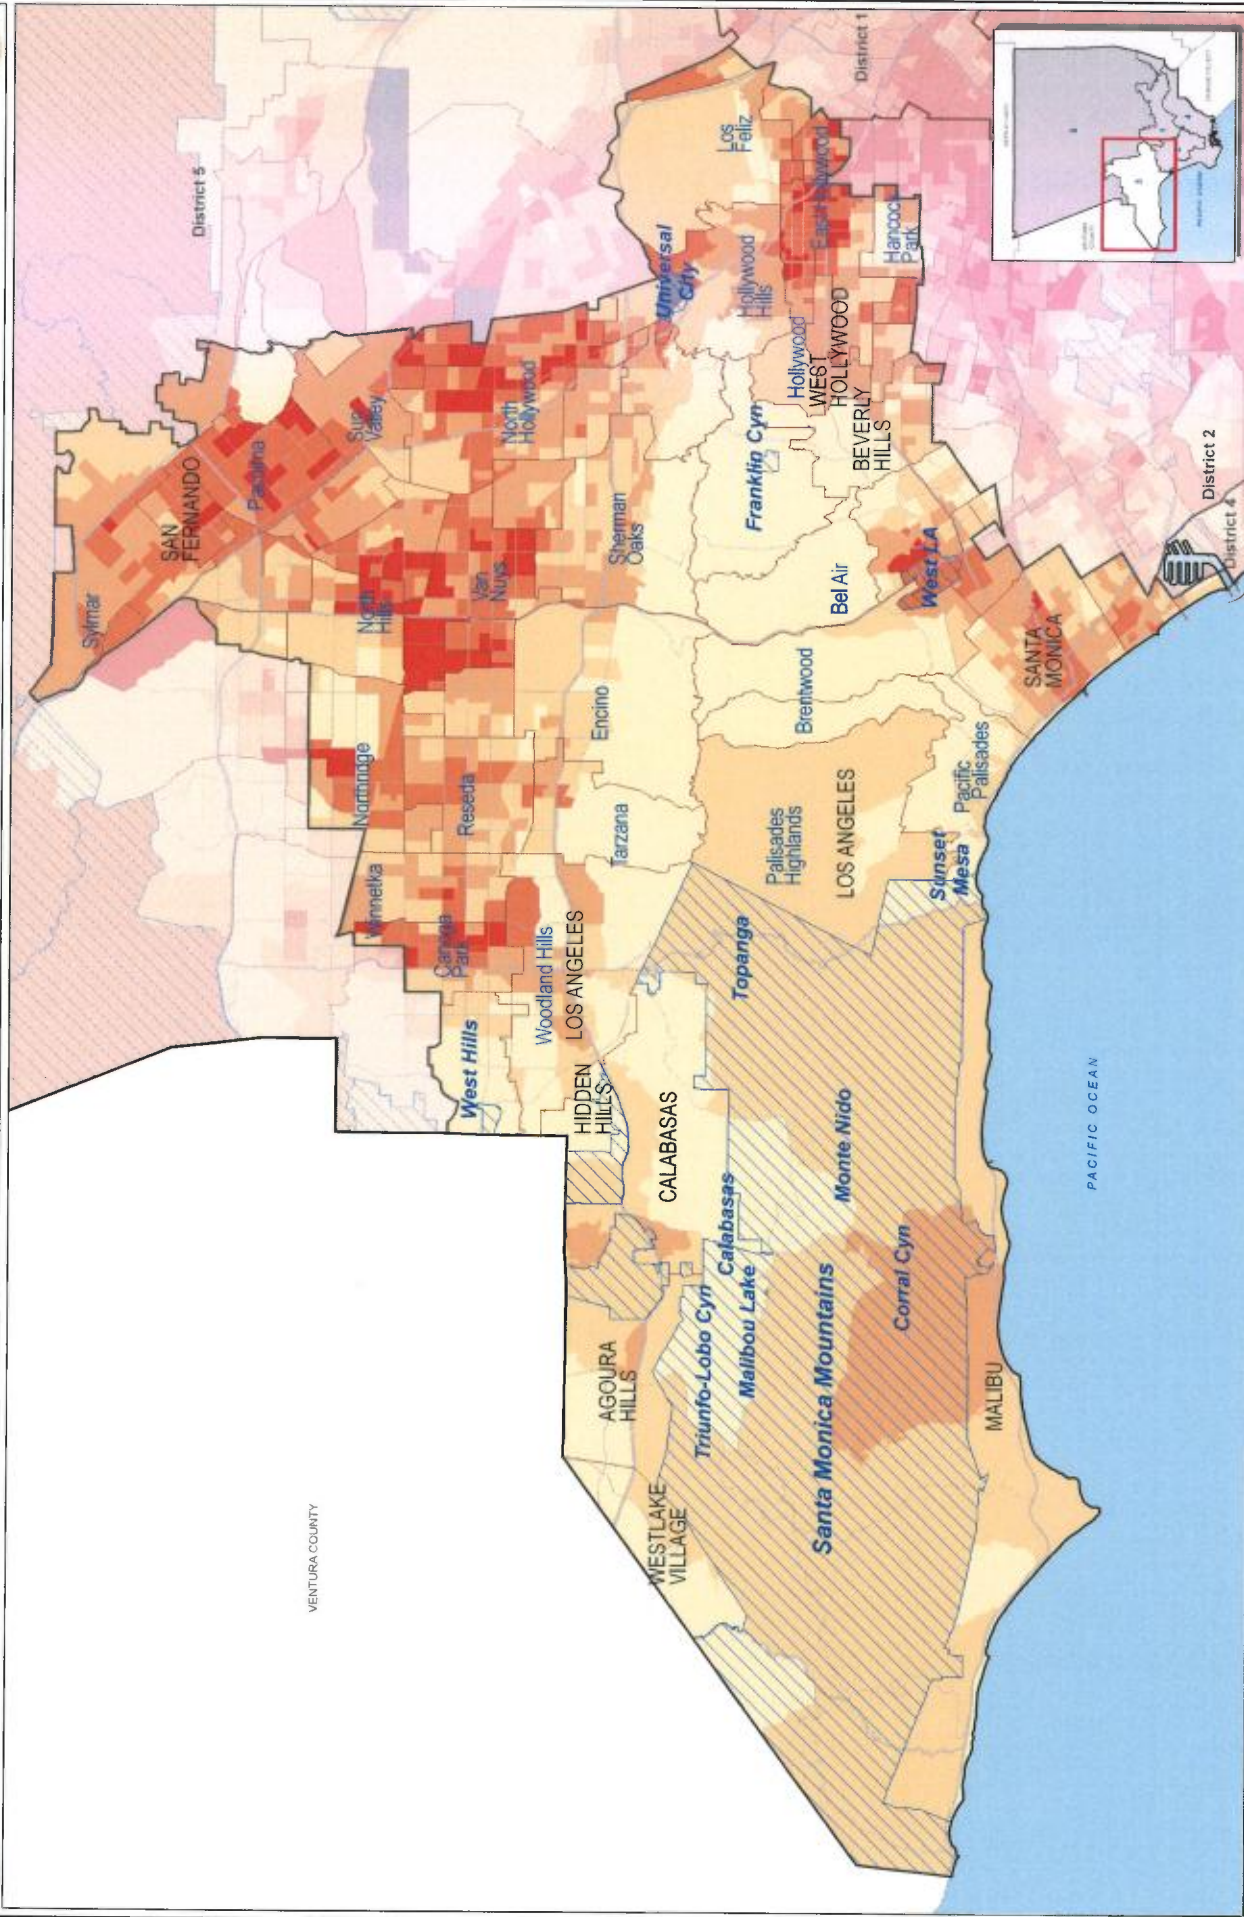 District 5
District 1
Sylmar
SAN
FERNANDO
Pacoima
Sun
Valley
North
Hills
Northridge
Winnetka
Canoga
Park
Reseda
Van
Nuys
North
Hollywood
West Hills
Woodland Hills
LOS ANGELES
HIDDEN
HILLS
Tarzana
Encino
Sherman
Oaks
Universal
City
Los
Feliz
Hollywood
Hills
East Hollywood
Hancock
Park
Hollywood
WEST
HOLLYWOOD
BEVERLY
HILLS
Franklin Cyn
Bel Air
West LA
Brentwood
SANTA
MONICA
Pacific
Palisades
Palisades
Highlands
LOS ANGELES
Sunset
Mesa
Topanga
CALABASAS
Calabasas
Monte Nido
AGOURA
HILLS
Triunfo-Lobo Cyn
Malibou Lake
Corral Cyn
Santa Monica Mountains
WESTLAKE
VILLAGE
MALIBU
VENTURA COUNTY
PACIFIC OCEAN
District 2
District 4